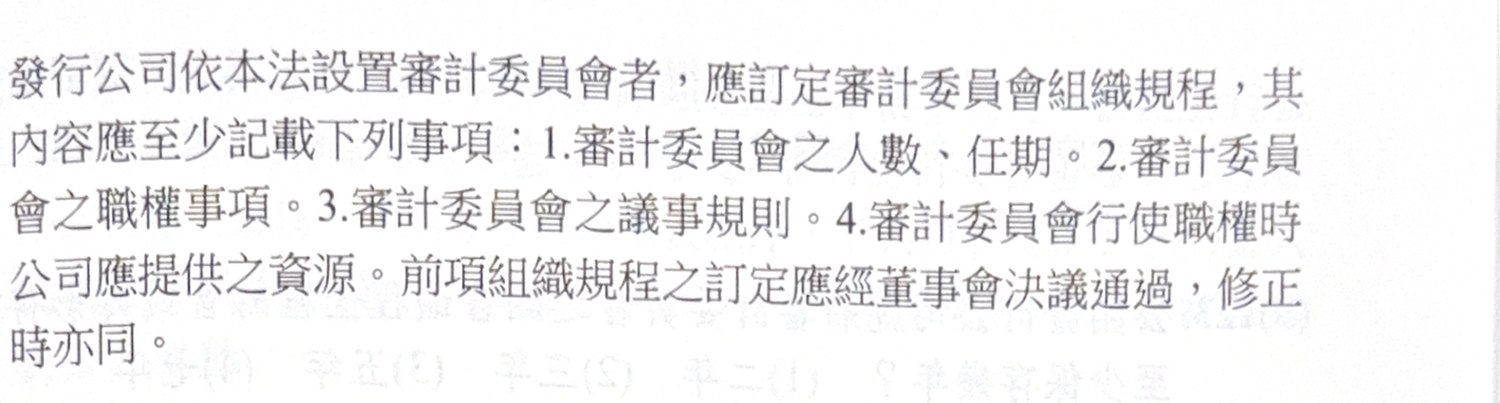 發行公司依本法設置審計委員會者，應訂定審計委員會組織規程，其
內容應至少記載下列事項：1.審計委員會之人數、任期。2.審計委員
會之職權事項。3.審計委員會之議事規則。4.審計委員會行使職權時
公司應提供之資源。前項組織規程之訂定應經董事會決議通過，修正
時亦同。